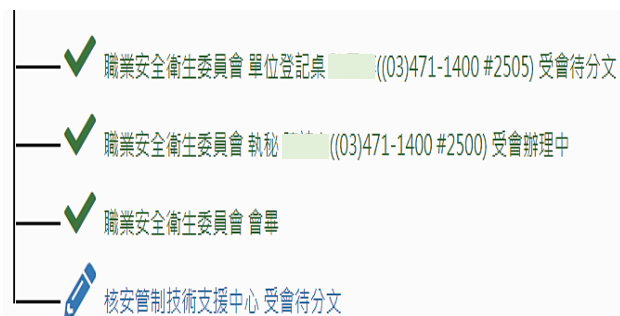 職業安全衛生委員會 單位登記桌 ((03)471-1400 #2505) 受會待分文
職業安全衛生委員會 執秘 ((03)471-1400 #2500) 受會辦理中
職業安全衛生委員會 會畢
核安管制技術支援中心 受會待分文